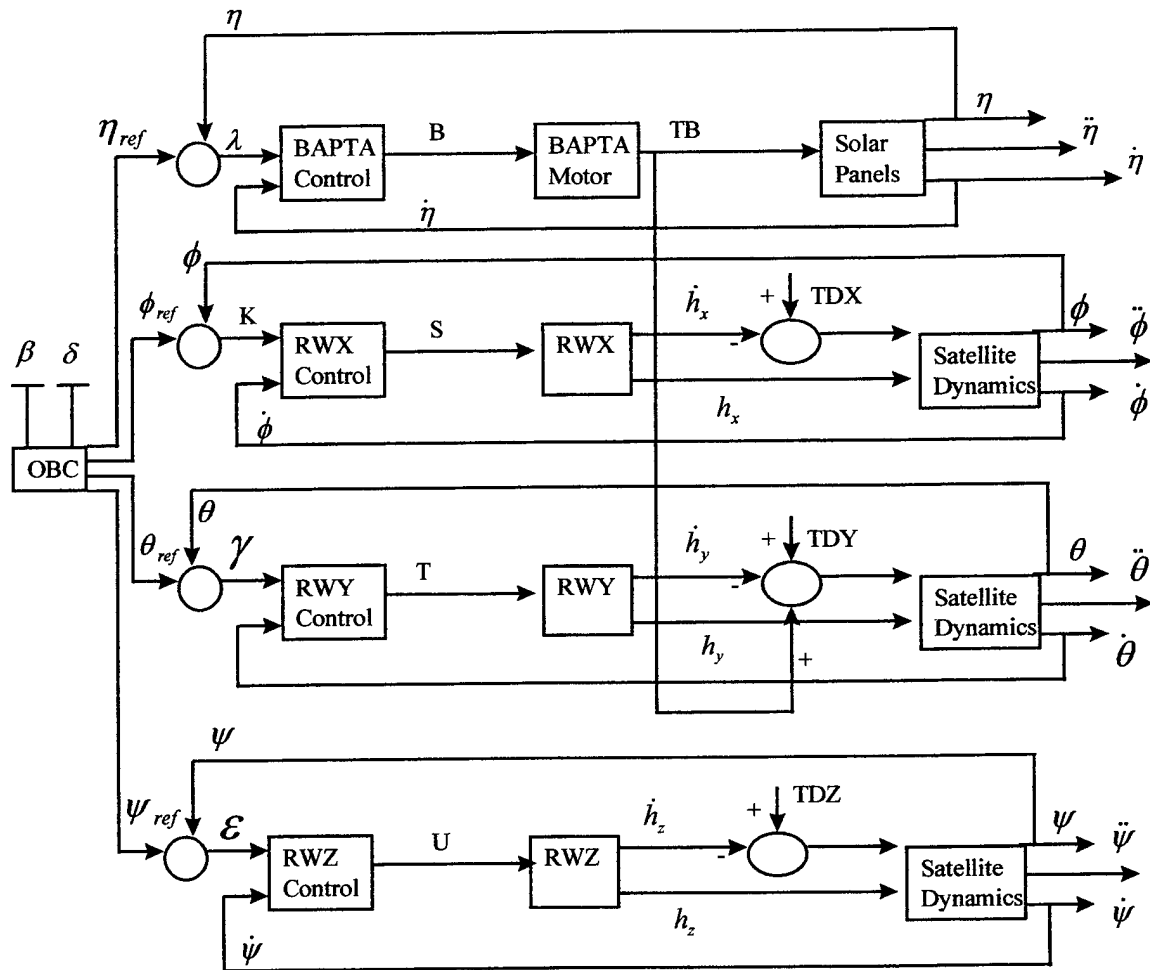 η
η_ref
λ
BAPTA
Control
B
BAPTA
Motor
TB
Solar
Panels
η
η̈
η̇
η̇
ϕ
ϕ_ref
K
RWX
Control
S
RWX
ḣ_x
+
TDX
-
h_x
Satellite
Dynamics
ϕ
ϕ̈
ϕ̇
ϕ̇
β
δ
OBC
θ
θ_ref
γ
RWY
Control
T
RWY
ḣ_y
+
TDY
-
h_y
+
Satellite
Dynamics
θ
θ̈
θ̇
ψ
ψ_ref
ε
RWZ
Control
U
RWZ
ḣ_z
+
TDZ
-
h_z
Satellite
Dynamics
ψ
ψ̈
ψ̇
ψ̇